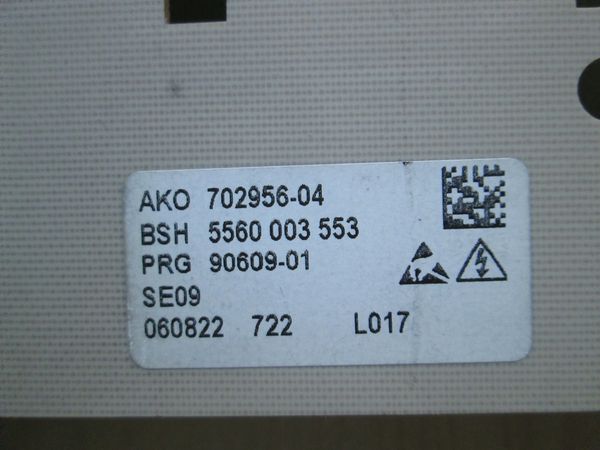 AKO 702956-04
BSH 5560 003 553
PRG 90609-01
SE09
060822 722 L017